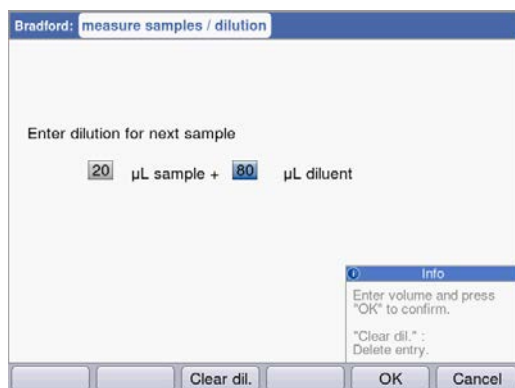 Bradford: measure samples / dilution
Enter dilution for next sample
20 µL sample + 80 µL diluent
Info
Enter volume and press
"OK" to confirm.
"Clear dil." :
Delete entry.
Clear dil. OK Cancel